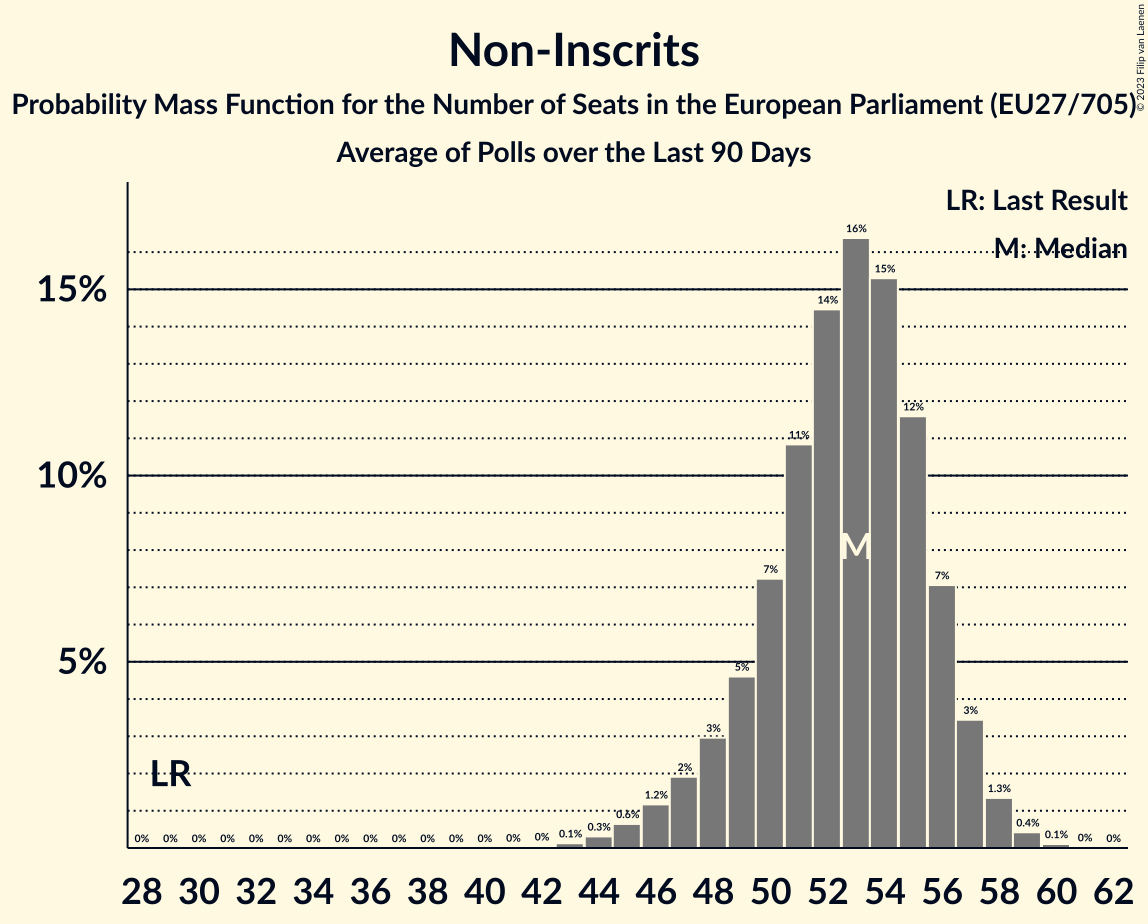 Non-Inscrits
Probability Mass Function for the Number of Seats in the European Parliament (EU27/705)
Average of Polls over the Last 90 Days
© 2023 Filip van Laenen
LR: Last Result
M: Median
15%
10%
5%
16%
15%
14%
12%
11%
M
7%
7%
5%
3%
3%
LR
2%
1.2%
1.3%
0.6%
0.3%
0.4%
0% 0% 0% 0% 0% 0% 0% 0% 0% 0% 0% 0% 0% 0% 0% 0.1% 0.1% 0% 0%
28 30 32 34 36 38 40 42 44 46 48 50 52 54 56 58 60 62